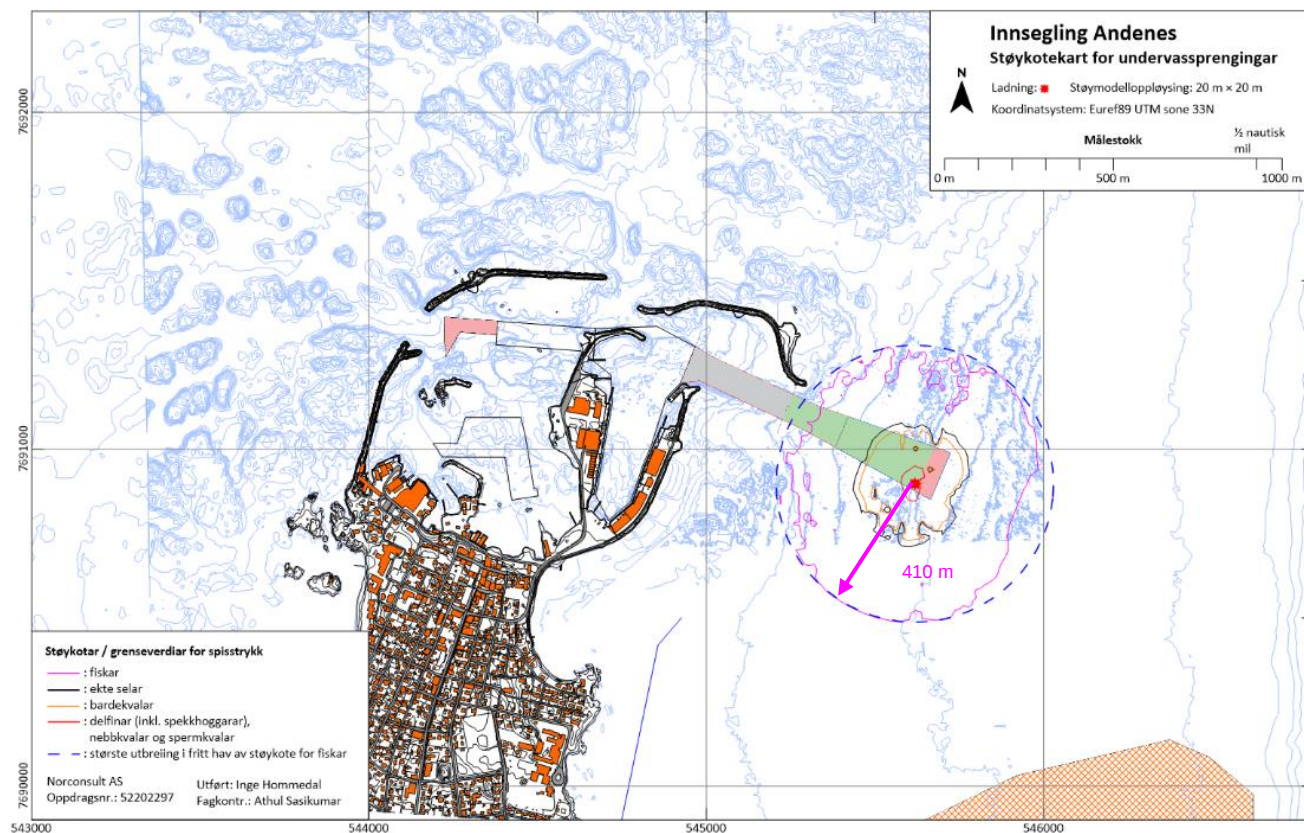 Innsegling Andenes
Støykotekart for undervassprengingar
N
Ladning: Støymodelloppløysing: 20 m × 20 m
Koordinatsystem: Euref89 UTM sone 33N
Målestokk
½ nautisk
mil
0 m 500 m 1000 m
7692000
7691000
7690000
410 m
Støykotar / grenseverdiar for spisstrykk
: fiskar
: ekte selar
: bardekvalar
: delfinar (inkl. spekkhoggarar),
nebbkvalar og spermkvalar
: største utbreiing i fritt hav av støykote for fiskar
Norconsult AS
Oppdragsnr.: 52202297
Utført: Inge Hommedal
Fagkontr.: Athul Sasikumar
543000 544000 545000 546000